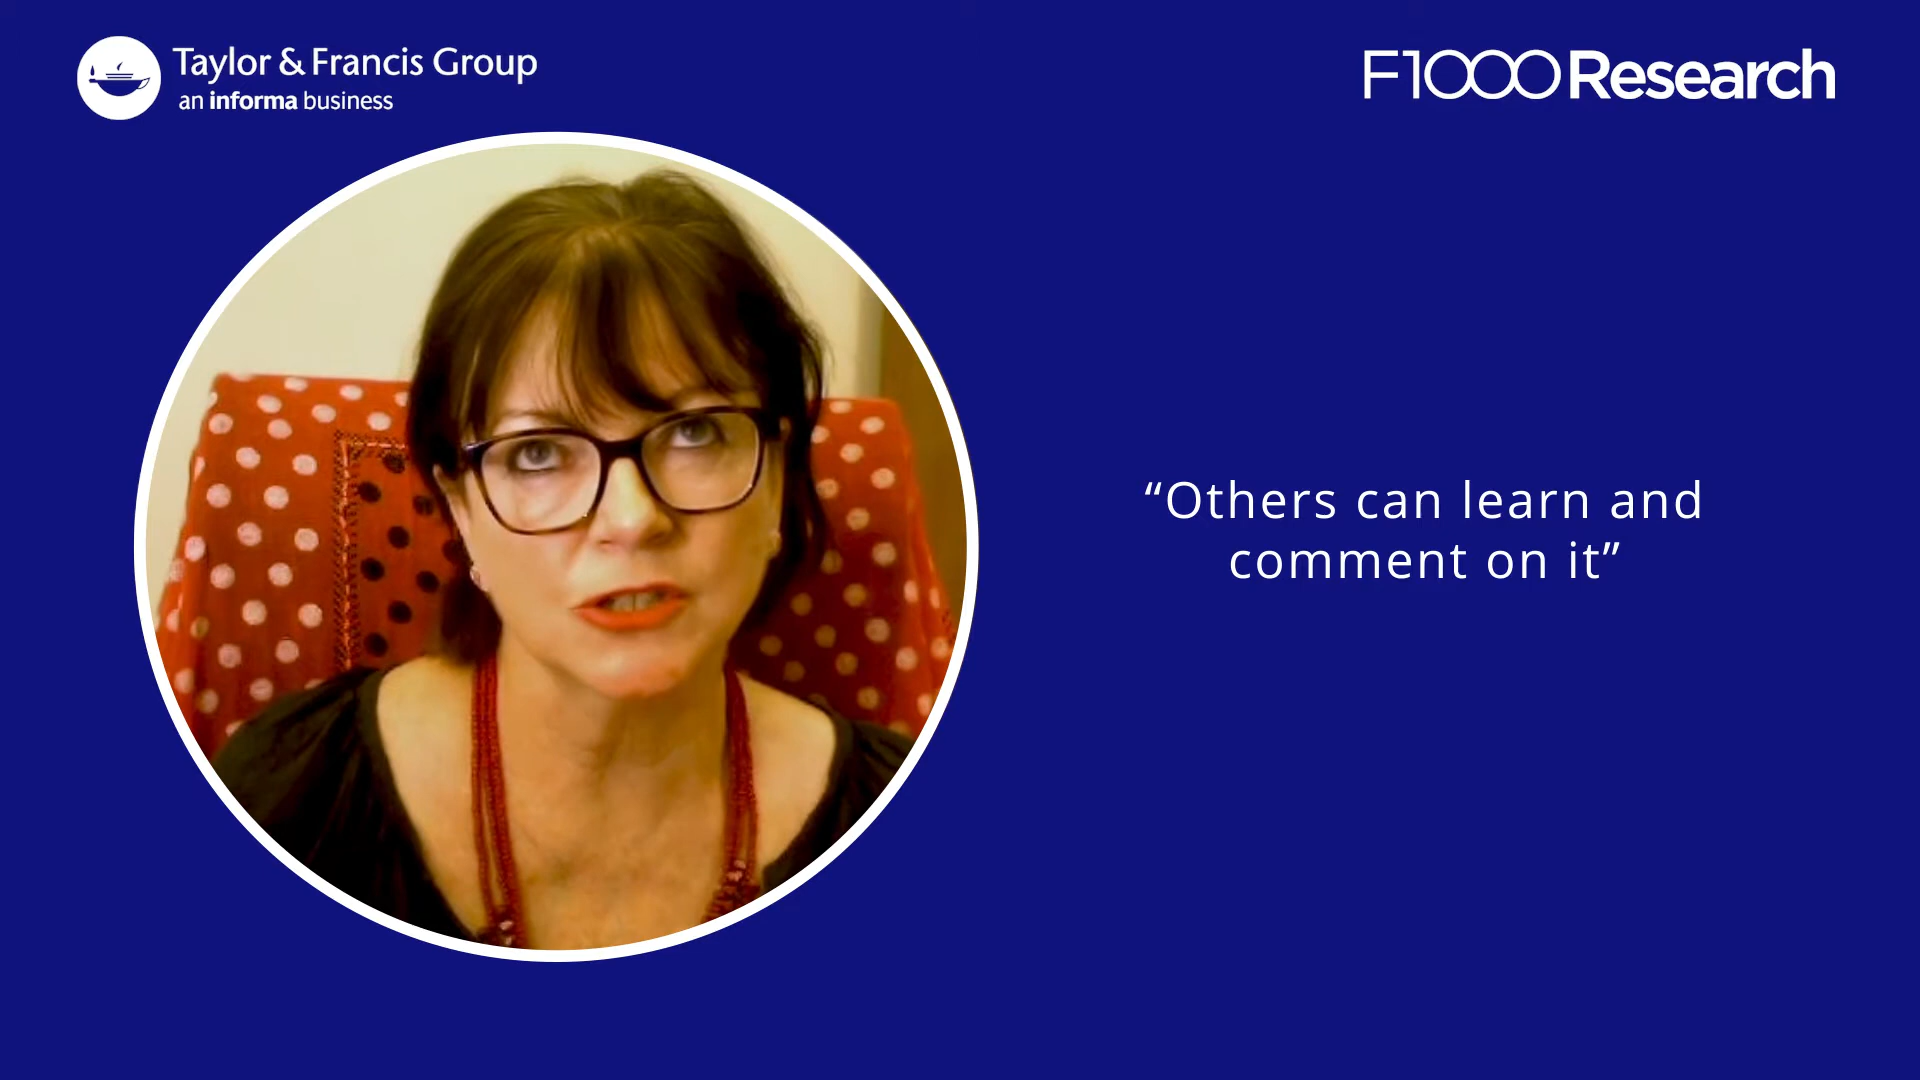 Taylor & Francis Group
an informa business
F1000Research
“Others can learn and
comment on it”